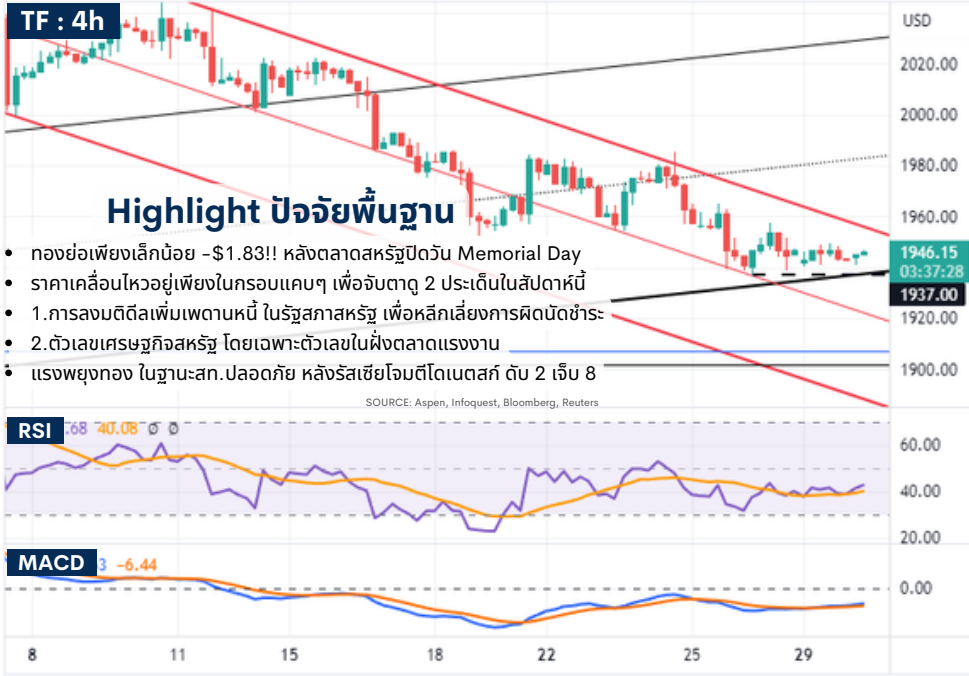 TF : 4h
USD
2020.00
2000.00
1980.00
1960.00
1946.15
03:37:28
1937.00
1920.00
1900.00
Highlight ปัจจัยพื้นฐาน
• ทองย่อเพียงเล็กน้อย -$1.83!! หลังตลาดสหรัฐปิดวัน Memorial Day
• ราคาเคลื่อนไหวอยู่เพียงในกรอบแคบๆ เพื่อจับตาดู 2 ประเด็นในสัปดาห์นี้
• 1.การลงมติดีลเพิ่มเพดานหนี้ ในรัฐสภาสหรัฐ เพื่อหลีกเลี่ยงการผิดนัดชำระ
• 2.ตัวเลขเศรษฐกิจสหรัฐ โดยเฉพาะตัวเลขในฝั่งตลาดแรงงาน
• แรงพยุงทอง ในฐานะสท.ปลอดภัย หลังรัสเซียโจมตีโดเนตสก์ ดับ 2 เจ็บ 8
SOURCE: Aspen, Infoquest, Bloomberg, Reuters
RSI .68 40.08 ∅ ∅
60.00
40.00
20.00
MACD 3 −6.44
0.00
8 11 15 18 22 25 29